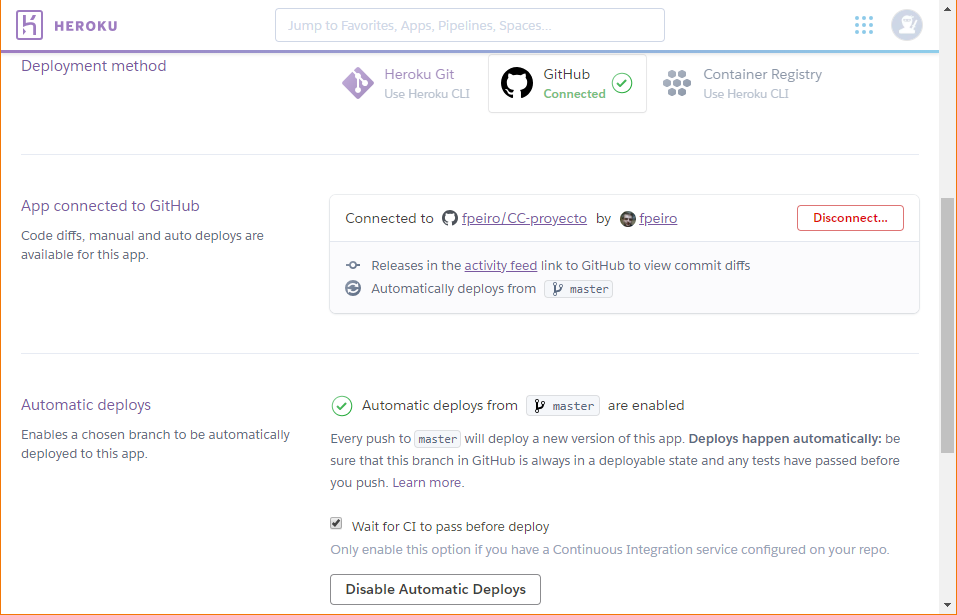 HEROKU
Jump to Favorites, Apps, Pipelines, Spaces...
Deployment method
Heroku Git
Use Heroku CLI
GitHub
Connected
Container Registry
Use Heroku CLI
App connected to GitHub
Code diffs, manual and auto deploys are
available for this app.
Connected to fpeiro/CC-proyecto by fpeiro
Disconnect...
Releases in the activity feed link to GitHub to view commit diffs
Automatically deploys from master
Automatic deploys
Enables a chosen branch to be automatically
deployed to this app.
Automatic deploys from master are enabled
Every push to master will deploy a new version of this app. Deploys happen automatically: be
sure that this branch in GitHub is always in a deployable state and any tests have passed before
you push. Learn more.
Wait for CI to pass before deploy
Only enable this option if you have a Continuous Integration service configured on your repo.
Disable Automatic Deploys